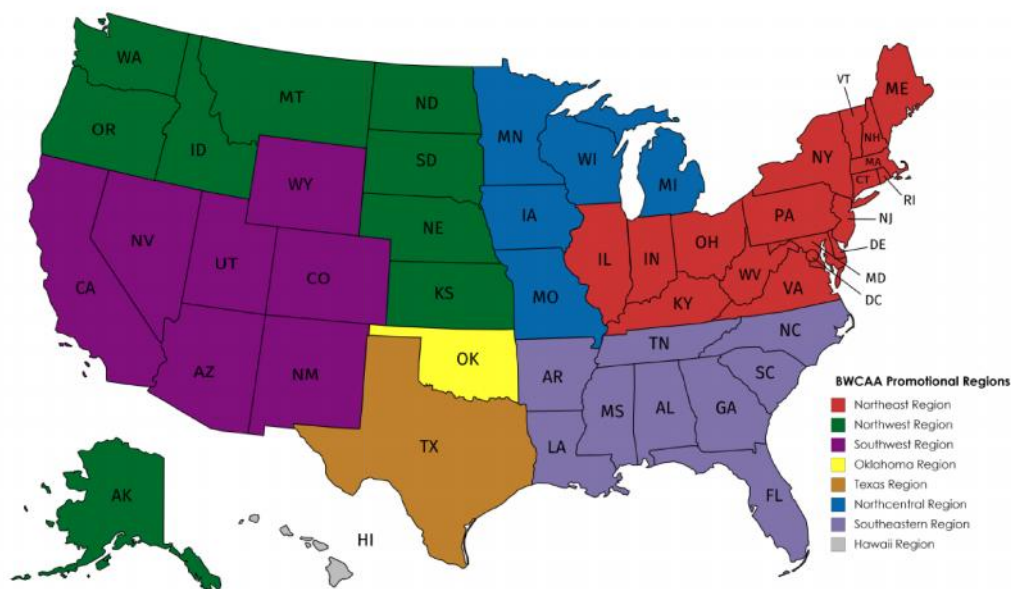 WA
MT
ND
OR
ID
SD
WY
NE
NV
UT
CO
KS
CA
AZ
NM
OK
TX
MN
WI
MI
IA
MO
IL
IN
OH
KY
WV
VA
PA
NY
VT
NH
ME
MA
CT
RI
NJ
DE
MD
DC
TN
NC
SC
AR
MS
AL
GA
LA
FL
AK
HI
BWCAA Promotional Regions
Northeast Region
Northwest Region
Southwest Region
Oklahoma Region
Texas Region
Northcentral Region
Southeastern Region
Hawaii Region